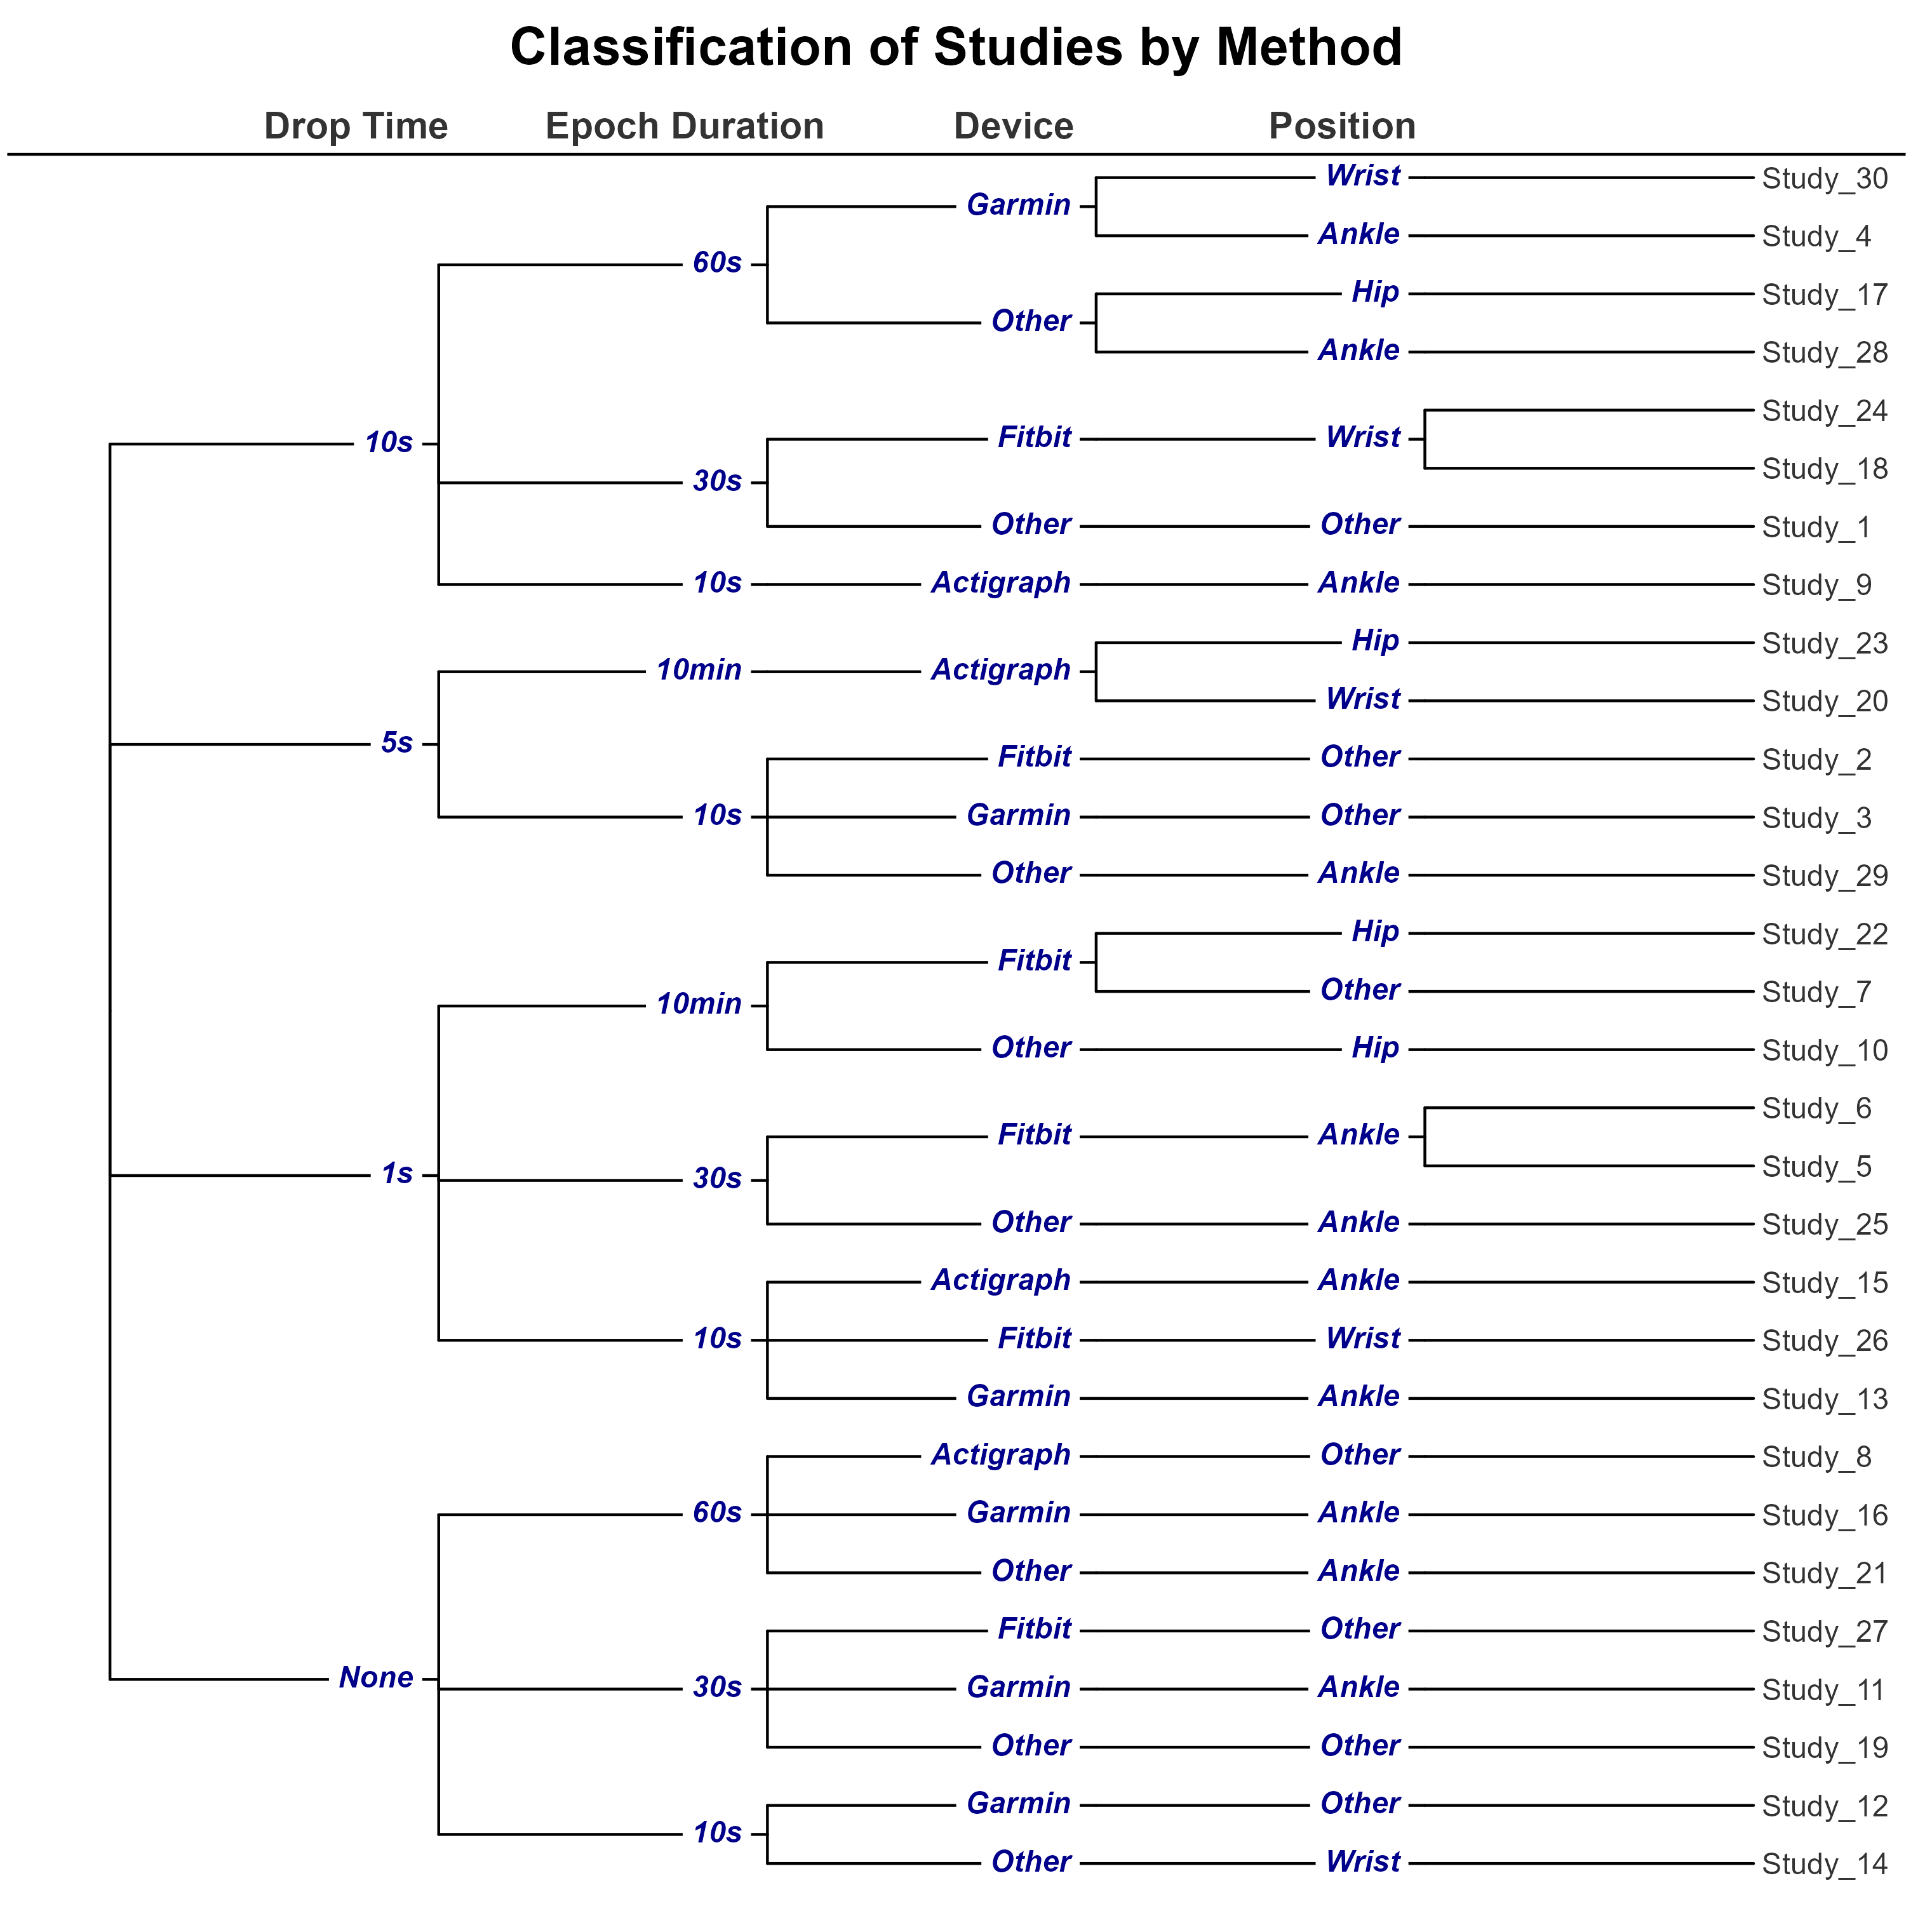 Classification of Studies by Method
Drop Time Epoch Duration Device Position
Wrist Study_30
Garmin
Ankle Study_4
60s
Hip Study_17
Other
Ankle Study_28
Study_24
10s Fitbit Wrist
Study_18
30s
Other Other Study_1
10s Actigraph Ankle Study_9
Hip Study_23
10min Actigraph
Wrist Study_20
5s
Fitbit Other Study_2
10s Garmin Other Study_3
Other Ankle Study_29
Hip Study_22
Fitbit
Other Study_7
10min
Other Hip Study_10
Study_6
Fitbit Ankle
Study_5
1s 30s
Other Ankle Study_25
Actigraph Ankle Study_15
10s Fitbit Wrist Study_26
Garmin Ankle Study_13
Actigraph Other Study_8
60s Garmin Ankle Study_16
Other Ankle Study_21
Fitbit Other Study_27
None 30s Garmin Ankle Study_11
Other Other Study_19
Garmin Other Study_12
10s
Other Wrist Study_14